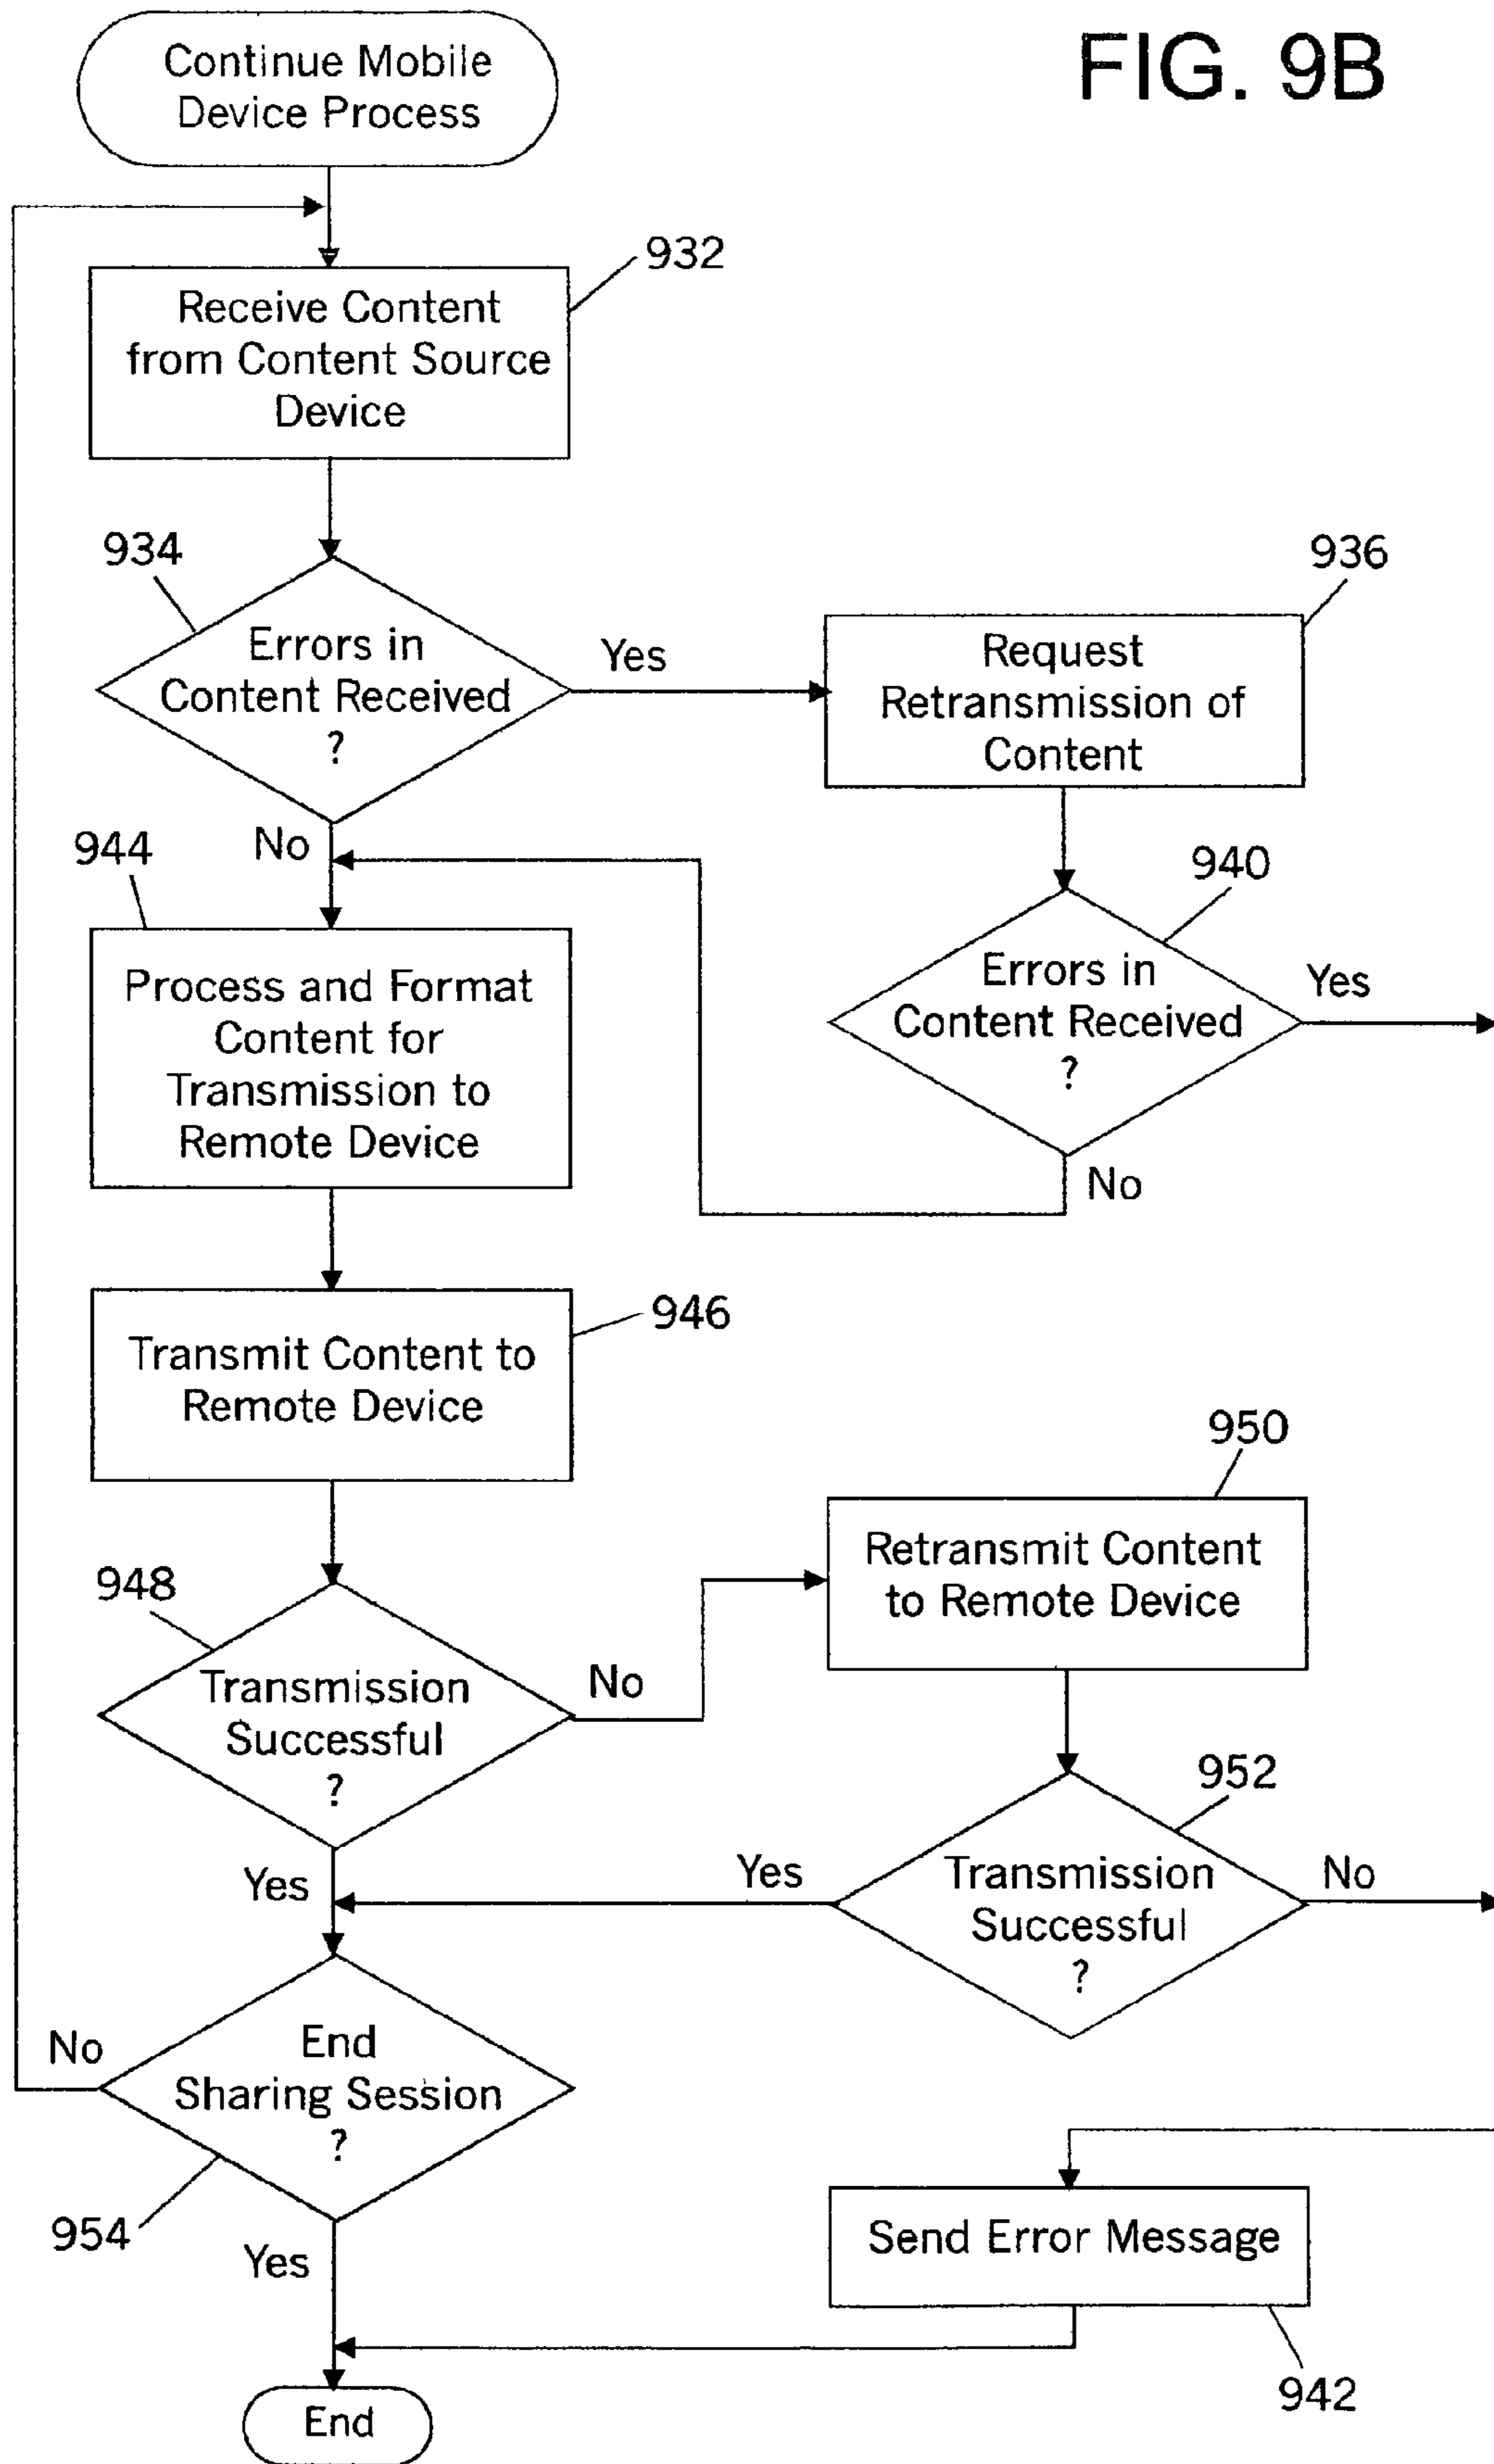 FIG. 9B
Continue Mobile
Device Process
932
Receive Content
from Content Source
Device
934
Errors in
Content Received
?
Yes
No
936
Request
Retransmission of
Content
940
Errors in
Content Received
?
Yes
No
944
Process and Format
Content for
Transmission to
Remote Device
946
Transmit Content to
Remote Device
948
Transmission
Successful
?
No
Yes
950
Retransmit Content
to Remote Device
952
Transmission
Successful
?
Yes
No
End
Sharing Session
?
No
954
Yes
Send Error Message
942
End